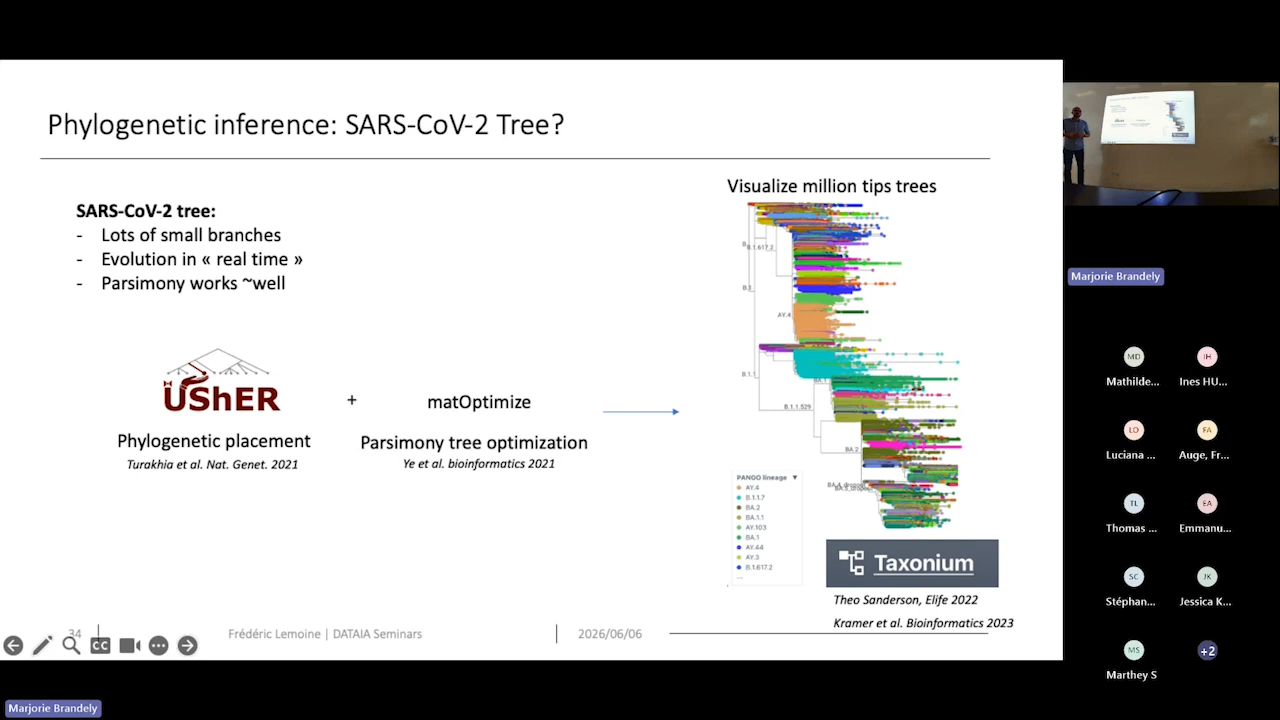 Phylogenetic inference: SARS-CoV-2 Tree?
SARS-CoV-2 tree:
- Lots of small branches
- Evolution in « real time »
- Parsimony works ~well
UShER
+
matOptimize
Phylogenetic placement
Parsimony tree optimization
Turakhia et al. Nat. Genet. 2021
Ye et al. bioinformatics 2021
Visualize million tips trees
B.1.617.2
AY.4
B.1.1
B.1.1.529
BA.2
PANGO lineage ▼
AY.4
B.1.1.7
BA.2
BA.1.1
AY.103
BA.1
AY.44
AY.3
B.1.617.2
...
Taxonium
Theo Sanderson, Elife 2022
Kramer et al. Bioinformatics 2023
34
Frédéric Lemoine | DATAIA Seminars
2026/06/06
CC
Marjorie Brandely
Marjorie Brandely
MD
IH
Mathilde...
Ines HU...
LO
FA
Luciana ...
Auge, Fr...
TL
EA
Thomas ...
Emmanu...
SC
JK
Stéphan...
Jessica K...
MS
+2
Marthey S